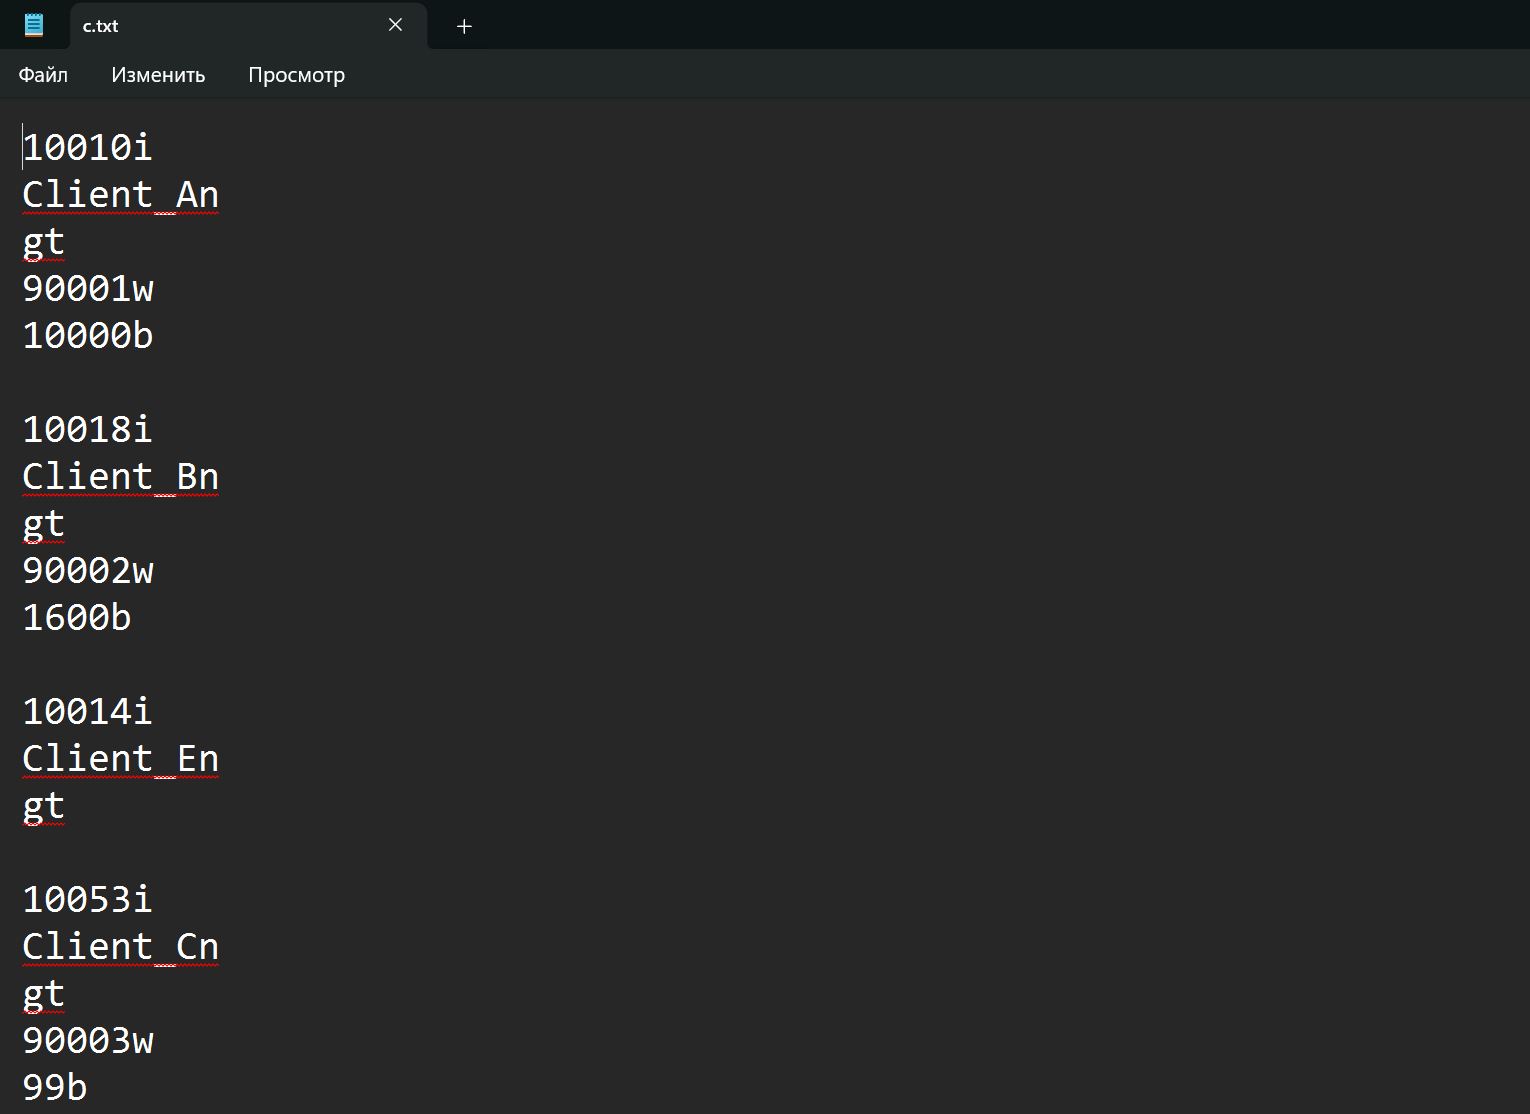 c.txt
Файл Изменить Просмотр
10010i
Client_An
gt
90001w
10000b
10018i
Client_Bn
gt
90002w
1600b
10014i
Client_En
gt
10053i
Client_Cn
gt
90003w
99b